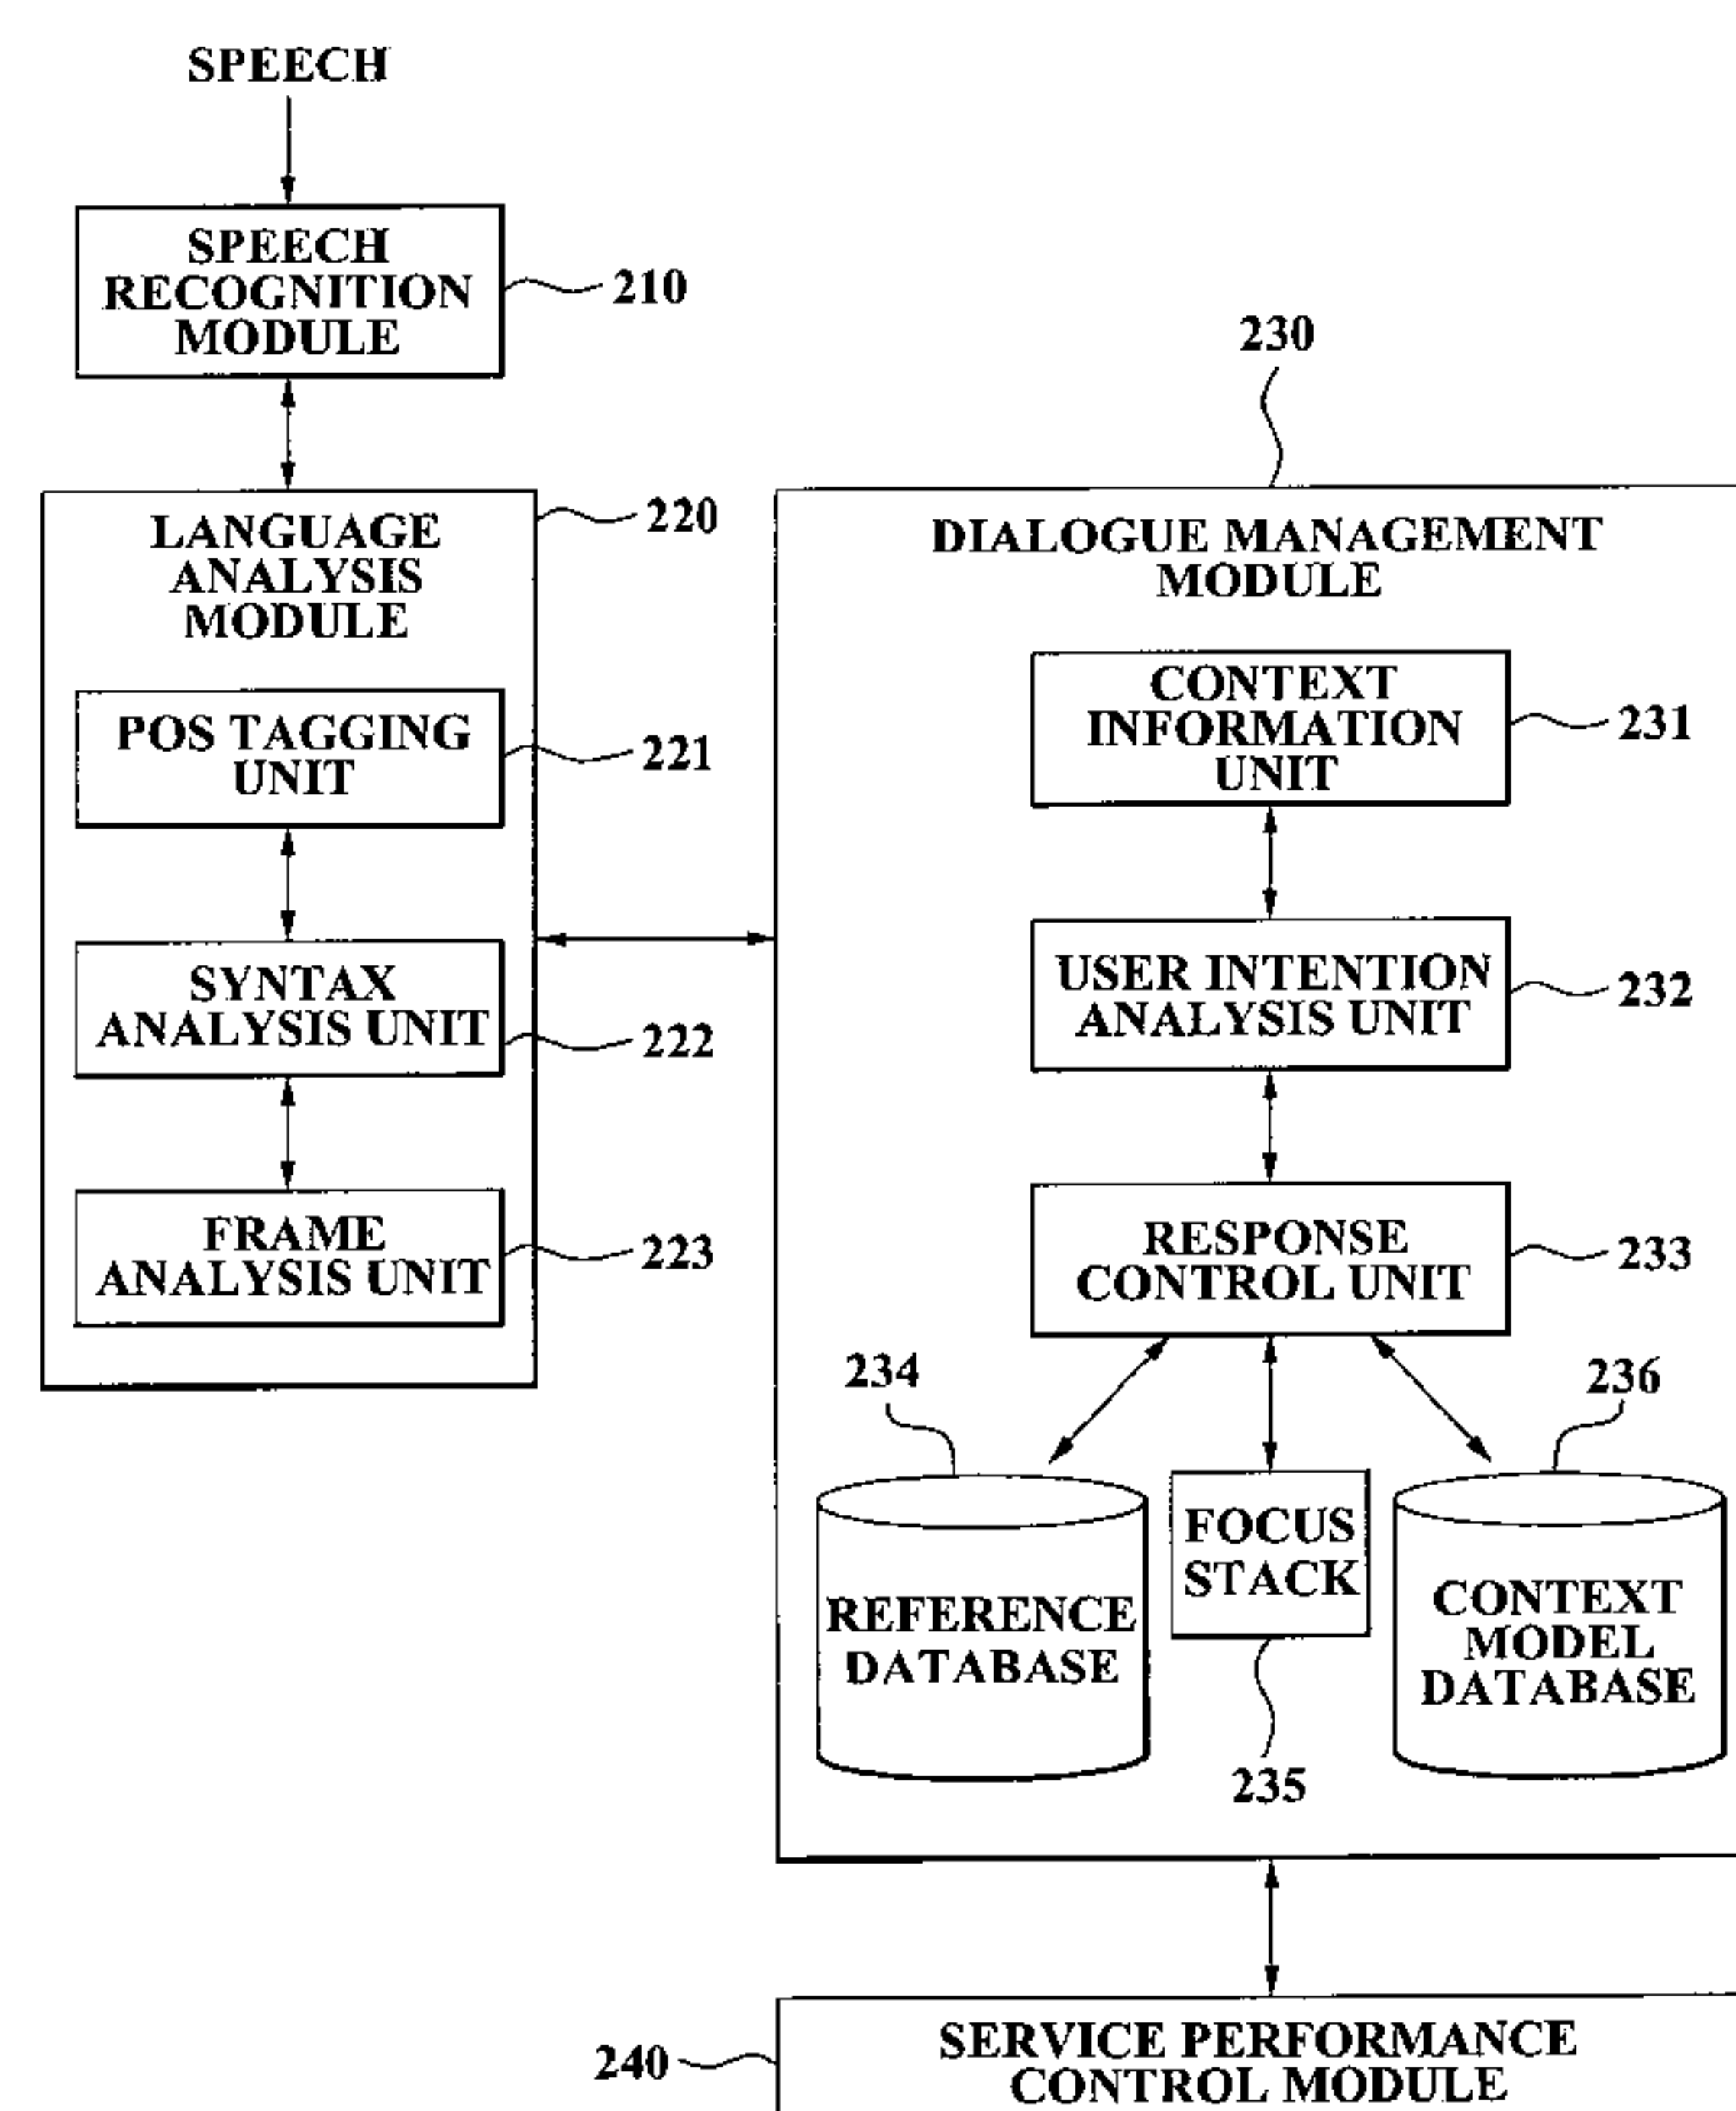 SPEECH
SPEECH
RECOGNITION
MODULE
210
LANGUAGE
ANALYSIS
MODULE
220
POS TAGGING
UNIT
221
SYNTAX
ANALYSIS UNIT
222
FRAME
ANALYSIS UNIT
223
230
DIALOGUE MANAGEMENT
MODULE
CONTEXT
INFORMATION
UNIT
231
USER INTENTION
ANALYSIS UNIT
232
RESPONSE
CONTROL UNIT
233
234
REFERENCE
DATABASE
FOCUS
STACK
235
236
CONTEXT
MODEL
DATABASE
240
SERVICE PERFORMANCE
CONTROL MODULE